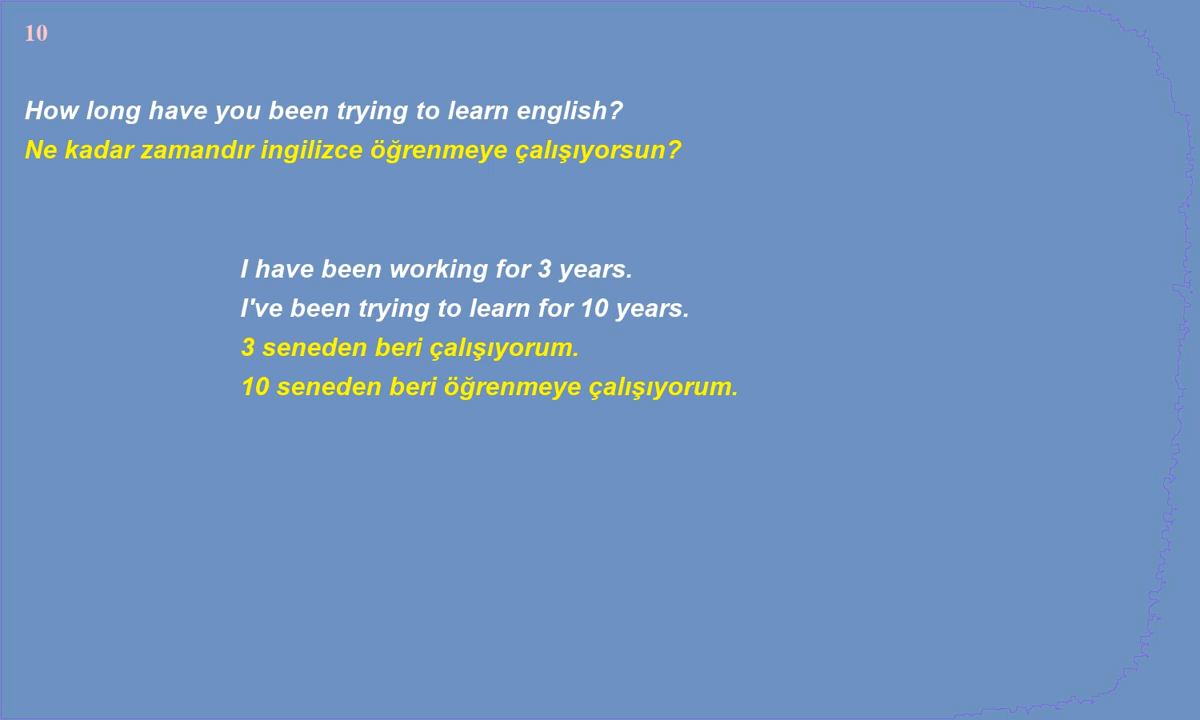 10
How long have you been trying to learn english?
Ne kadar zamandır ingilizce öğrenmeye çalışıyorsun?
I have been working for 3 years.
I've been trying to learn for 10 years.
3 seneden beri çalışıyorum.
10 seneden beri öğrenmeye çalışıyorum.